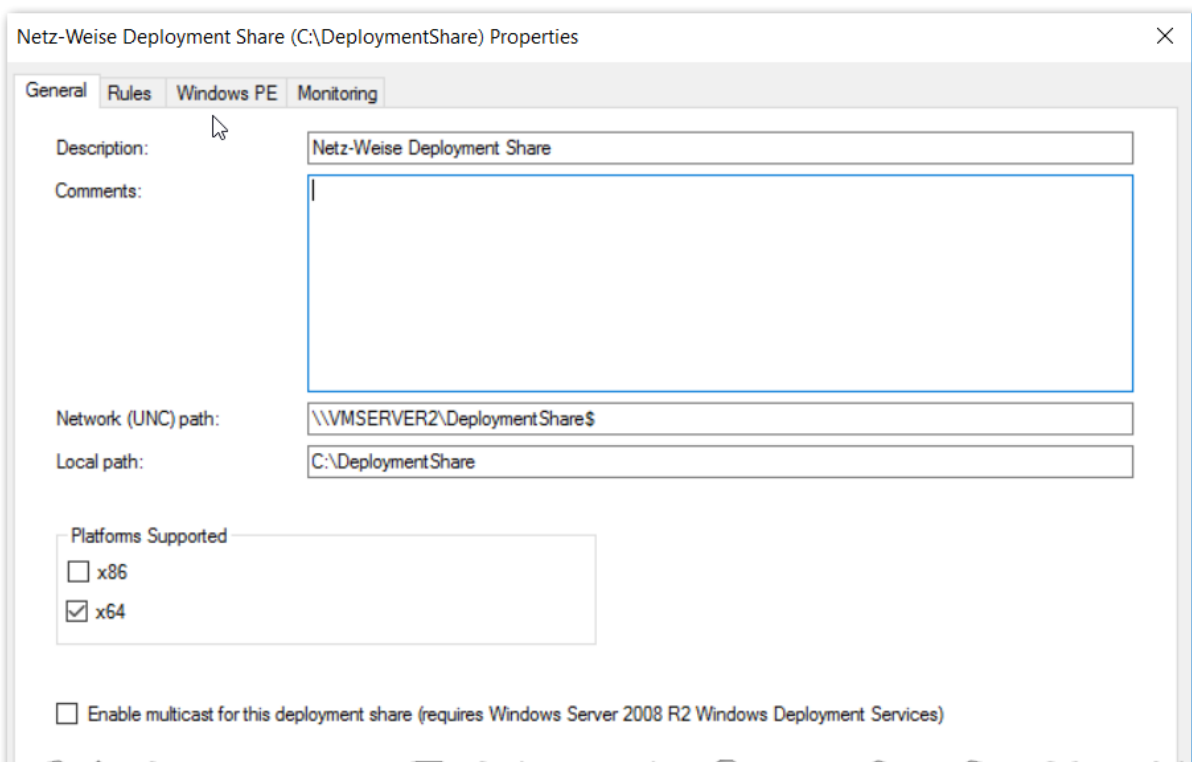 Netz-Weise Deployment Share (C:\DeploymentShare) Properties
General Rules Windows PE Monitoring
Description: Netz-Weise Deployment Share
Comments:
Network (UNC) path: \\VMSERVER2\DeploymentShare$
Local path: C:\DeploymentShare
Platforms Supported
x86
x64
Enable multicast for this deployment share (requires Windows Server 2008 R2 Windows Deployment Services)